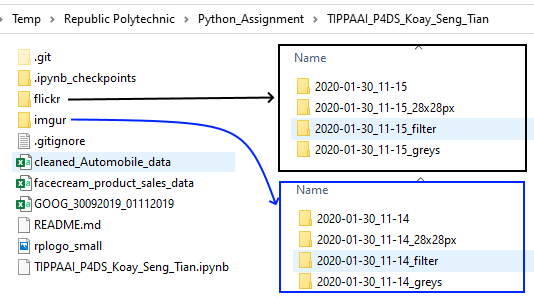 Temp > Republic Polytechnic > Python_Assignment > TIPPAAI_P4DS_Koay_Seng_Tian
.git
.ipynb_checkpoints
flickr
imgur
.gitignore
cleaned_Automobile_data
facecream_product_sales_data
GOOG_30092019_01112019
README.md
rplogo_small
TIPPAAI_P4DS_Koay_Seng_Tian.ipynb
Name
2020-01-30_11-15
2020-01-30_11-15_28x28px
2020-01-30_11-15_filter
2020-01-30_11-15_greys
Name
2020-01-30_11-14
2020-01-30_11-14_28x28px
2020-01-30_11-14_filter
2020-01-30_11-14_greys